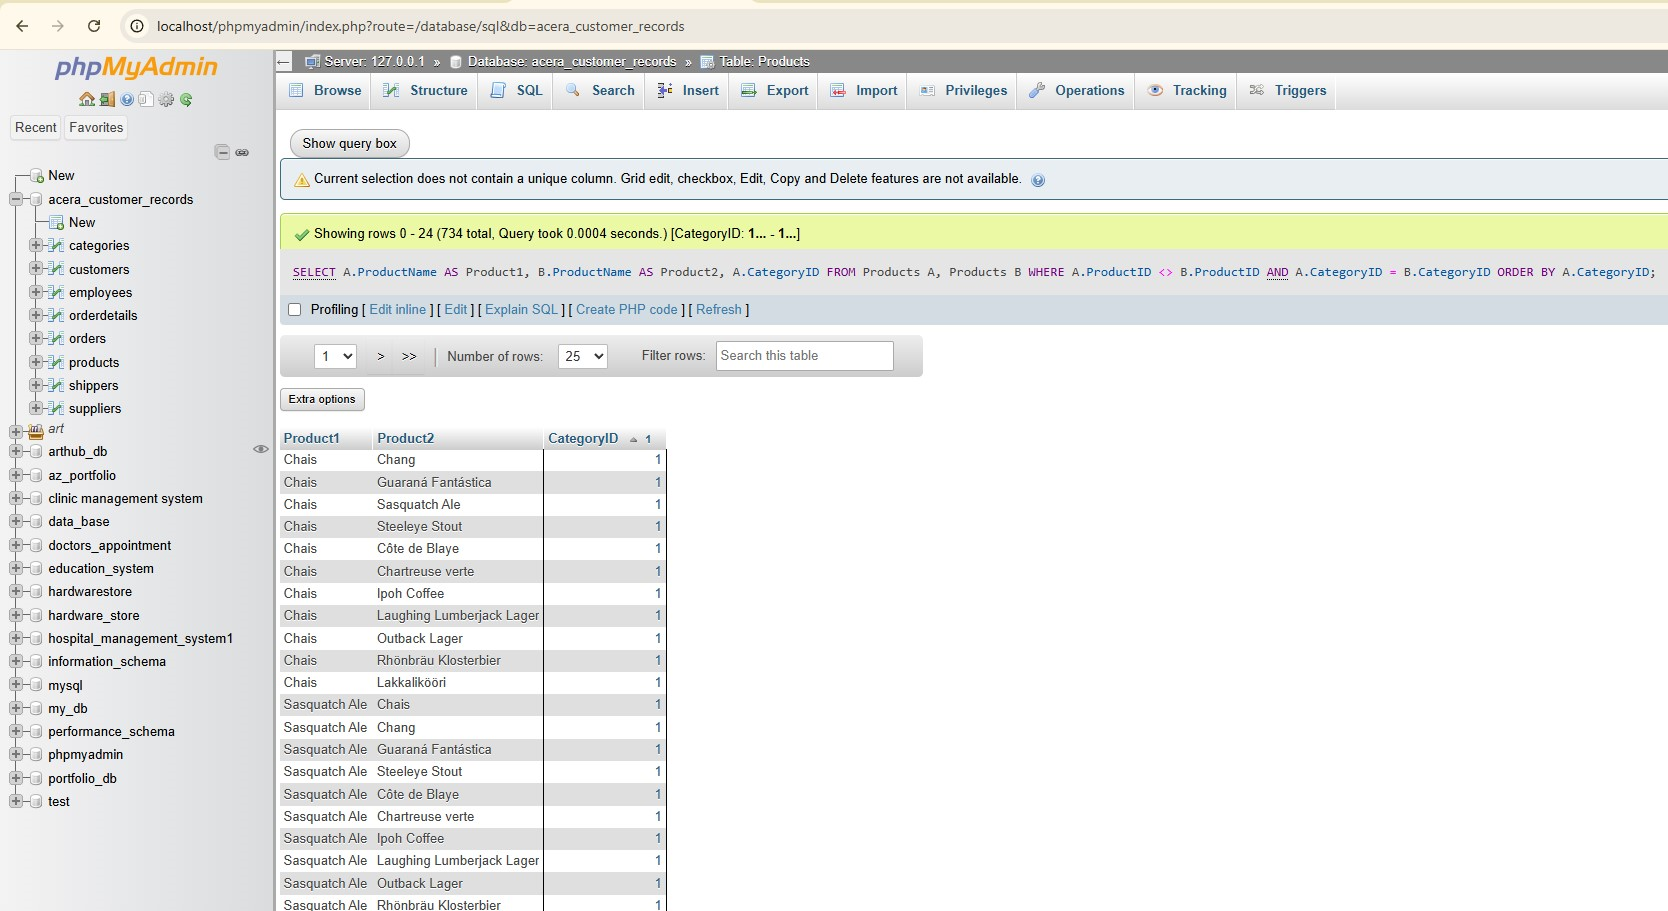 localhost/phpmyadmin/index.php?route=/database/sql&db=acera_customer_records
phpMyAdmin
Recent Favorites
New
acera_customer_records
New
categories
customers
employees
orderdetails
orders
products
shippers
suppliers
art
arthub_db
az_portfolio
clinic management system
data_base
doctors_appointment
education_system
hardwarestore
hardware_store
hospital_management_system1
information_schema
mysql
my_db
performance_schema
phpmyadmin
portfolio_db
test
Server: 127.0.0.1 » Database: acera_customer_records » Table: Products
Browse Structure SQL Search Insert Export Import Privileges Operations Tracking Triggers
Show query box
Current selection does not contain a unique column. Grid edit, checkbox, Edit, Copy and Delete features are not available.
Showing rows 0 - 24 (734 total, Query took 0.0004 seconds.) [CategoryID: 1... - 1...]
SELECT A.ProductName AS Product1, B.ProductName AS Product2, A.CategoryID FROM Products A, Products B WHERE A.ProductID <> B.ProductID AND A.CategoryID = B.CategoryID ORDER BY A.CategoryID;
Profiling [ Edit inline ] [ Edit ] [ Explain SQL ] [ Create PHP code ] [ Refresh ]
1 > >> | Number of rows: 25 Filter rows: Search this table
Extra options
Product1 Product2 CategoryID 1
Chais Chang 1
Chais Guaraná Fantástica 1
Chais Sasquatch Ale 1
Chais Steeleye Stout 1
Chais Côte de Blaye 1
Chais Chartreuse verte 1
Chais Ipoh Coffee 1
Chais Laughing Lumberjack Lager 1
Chais Outback Lager 1
Chais Rhönbräu Klosterbier 1
Chais Lakkalikööri 1
Sasquatch Ale Chais 1
Sasquatch Ale Chang 1
Sasquatch Ale Guaraná Fantástica 1
Sasquatch Ale Steeleye Stout 1
Sasquatch Ale Côte de Blaye 1
Sasquatch Ale Chartreuse verte 1
Sasquatch Ale Ipoh Coffee 1
Sasquatch Ale Laughing Lumberjack Lager 1
Sasquatch Ale Outback Lager 1
Sasquatch Ale Rhönbräu Klosterbier 1